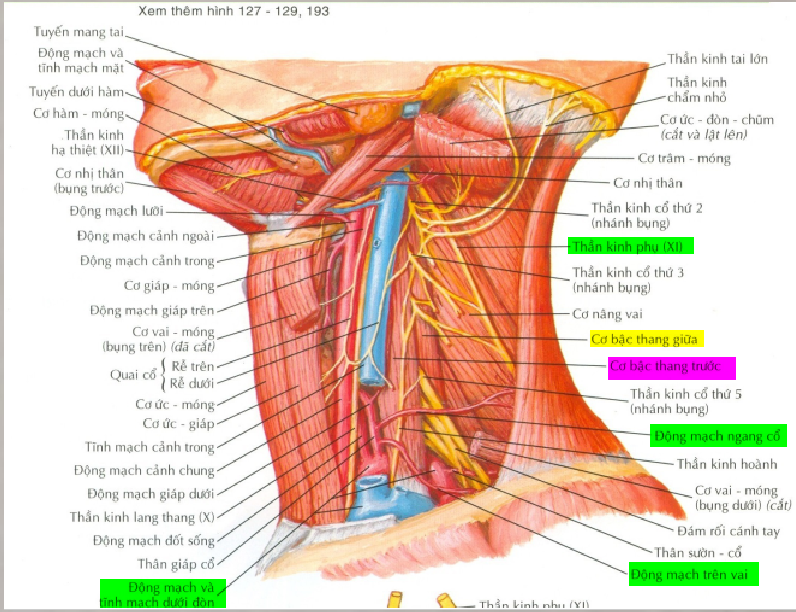 Xem thêm hình 127 - 129, 193
Tuyến mang tai
Động mạch và
tĩnh mạch mặt
Tuyến dưới hàm
Cơ hàm - móng
Thần kinh
hạ thiệt (XII)
Cơ nhị thân
(bụng trước)
Động mạch lưỡi
Động mạch cảnh ngoài
Động mạch cảnh trong
Cơ giáp - móng
Động mạch giáp trên
Cơ vai - móng
(bụng trên) (đã cắt)
Quai cổ { Rễ trên
Rễ dưới
Cơ ức - móng
Cơ ức - giáp
Tĩnh mạch cảnh trong
Động mạch cảnh chung
Động mạch giáp dưới
Thần kinh lang thang (X)
Động mạch đốt sống
Thân giáp cổ
Động mạch và
tĩnh mạch dưới đòn
Thần kinh tai lớn
Thần kinh
chẩm nhỏ
Cơ ức - đòn - chũm
(cắt và lật lên)
Cơ trâm - móng
Cơ nhị thân
Thần kinh cổ thứ 2
(nhánh bụng)
Thần kinh phụ (XI)
Thần kinh cổ thứ 3
(nhánh bụng)
Cơ nâng vai
Cơ bậc thang giữa
Cơ bậc thang trước
Thần kinh cổ thứ 5
(nhánh bụng)
Động mạch ngang cổ
Thần kinh hoành
Cơ vai - móng
(bụng dưới) (cắt)
Đám rối cánh tay
Thân sườn - cổ
Động mạch trên vai
Thần kinh phụ (XI)